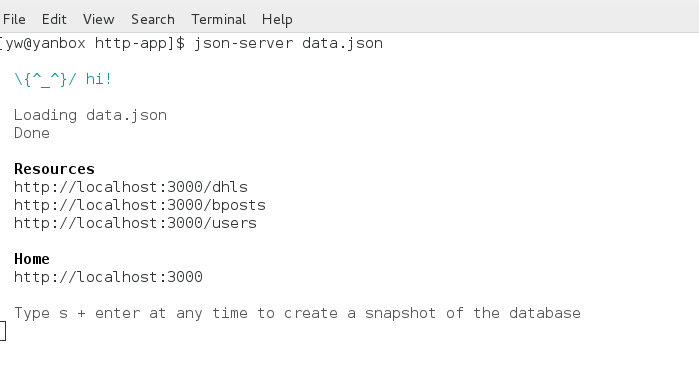 File Edit View Search Terminal Help
[yw@yanbox http-app]$ json-server data.json
\{^_^}/ hi!
Loading data.json
Done
Resources
http://localhost:3000/dhls
http://localhost:3000/bposts
http://localhost:3000/users
Home
http://localhost:3000
Type s + enter at any time to create a snapshot of the database